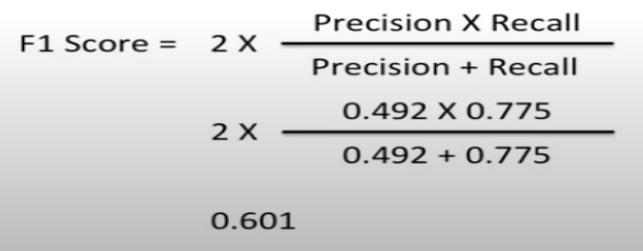 Precision X Recall
F1 Score = 2 X
Precision + Recall
0.492 X 0.775
2 X
0.492 + 0.775
0.601